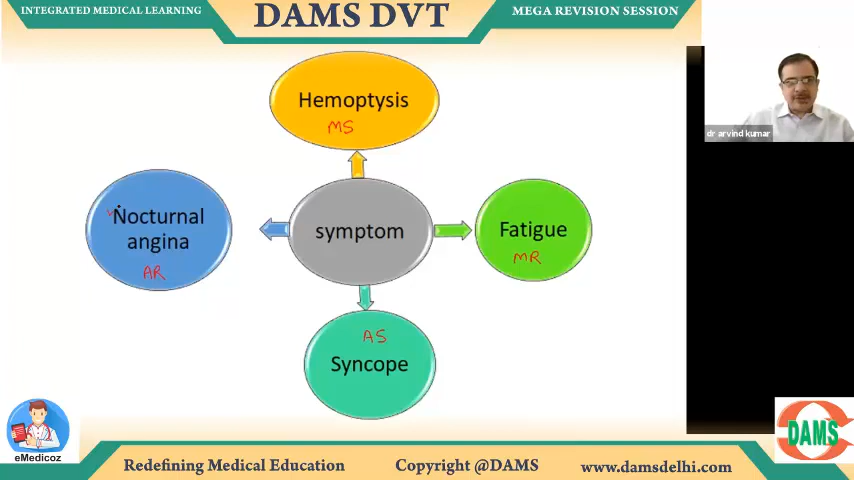 INTEGRATED MEDICAL LEARNING
DAMS DVT
MEGA REVISION SESSION
Hemoptysis
MS
dr arvind kumar
Nocturnal
angina
AR
symptom
Fatigue
MR
AS
Syncope
eMedicoz
DAMS
Redefining Medical Education
Copyright @DAMS
www.damsdelhi.com